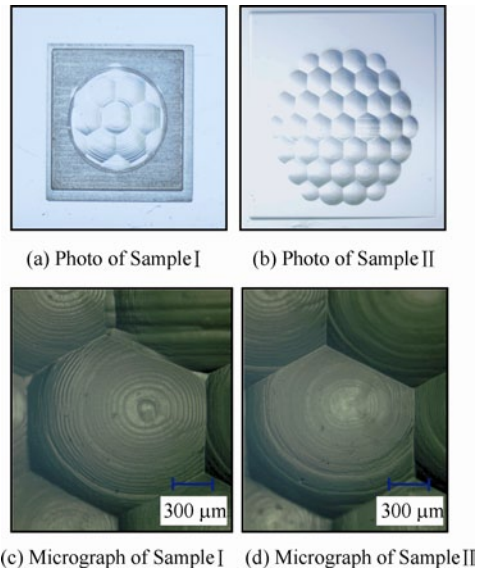 (a) Photo of Sample Ⅰ
(b) Photo of Sample Ⅱ
300 μm
300 μm
(c) Micrograph of Sample Ⅰ
(d) Micrograph of Sample Ⅱ